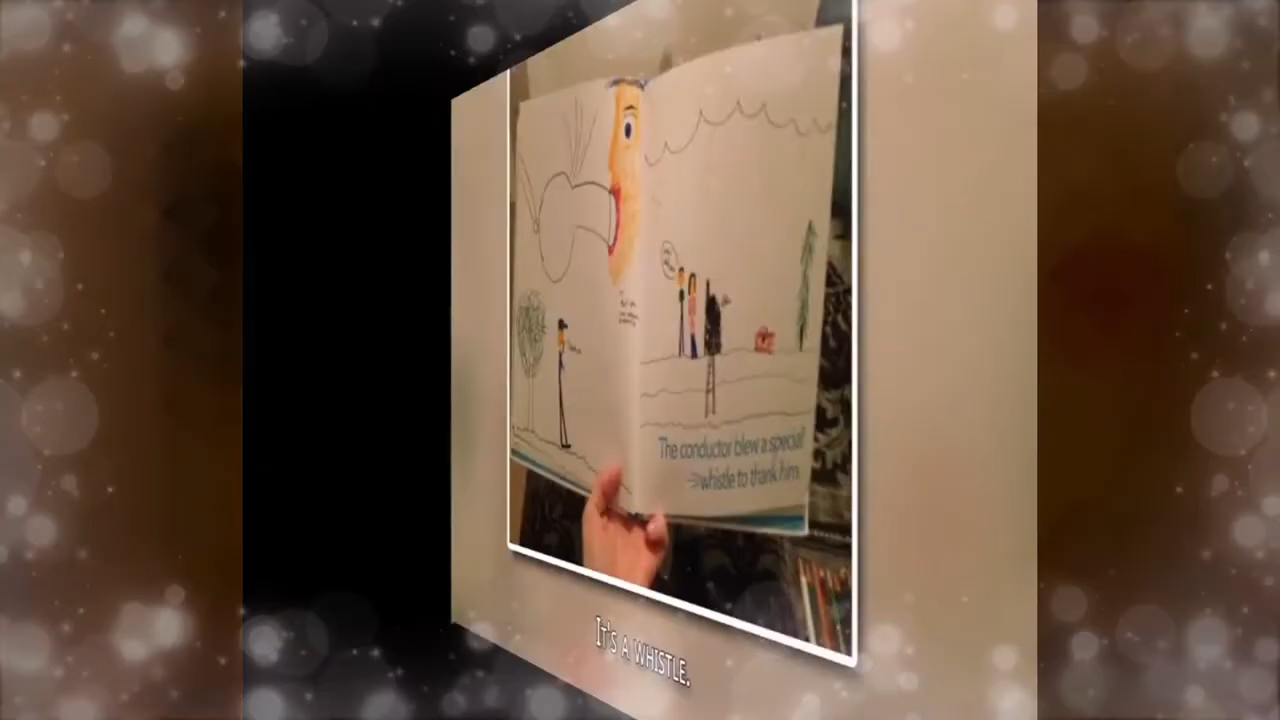 The conductor blew a special
whistle to thank him.
It's a whistle.